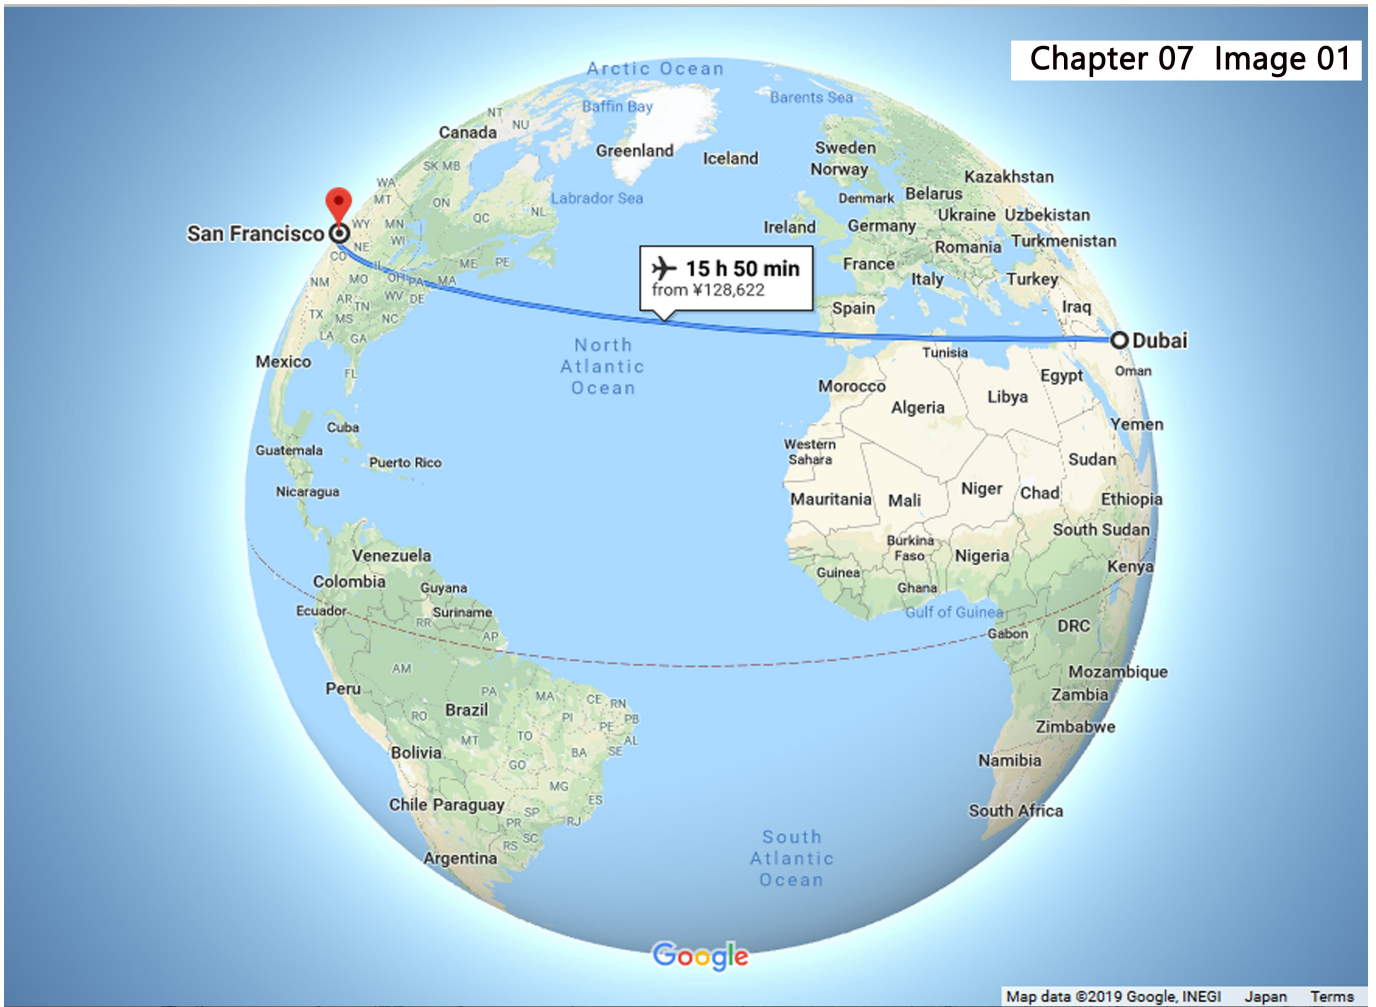 Chapter 07 Image 01
Arctic Ocean
Barents Sea
Baffin Bay
NT
NU
Canada
Greenland
Iceland
Sweden
Norway
SK MB
Kazakhstan
WA
MT
Labrador Sea
Denmark
Belarus
ON
QC
NL
Ukraine
Uzbekistan
WY
MN
Ireland
Germany
San Francisco
WI
NE
Romania
Turkmenistan
CO
IL
ME
PE
15 h 50 min
from ¥128,622
France
Italy
Turkey
NM
MO
OH
PA
MA
WV
DE
AR
TN
Spain
Iraq
TX
MS
NC
LA
GA
Dubai
North
Atlantic
Ocean
Tunisia
Mexico
FL
Oman
Egypt
Morocco
Libya
Algeria
Cuba
Yemen
Guatemala
Puerto Rico
Western
Sahara
Sudan
Nicaragua
Mauritania
Mali
Niger
Chad
Ethiopia
South Sudan
Burkina
Faso
Nigeria
Venezuela
Colombia
Guyana
Guinea
Ghana
Kenya
Ecuador
Suriname
RR
AP
Gulf of Guinea
Gabon
DRC
AM
Mozambique
Peru
PA
MA
CE
RN
Zambia
Brazil
RO
PI
PE
PB
Zimbabwe
MT
TO
BA
AL
SE
Bolivia
GO
Namibia
MG
ES
Chile
Paraguay
SP
PR
RJ
South Africa
SC
RS
Argentina
South
Atlantic
Ocean
Google
Map data ©2019 Google, INEGI Japan Terms